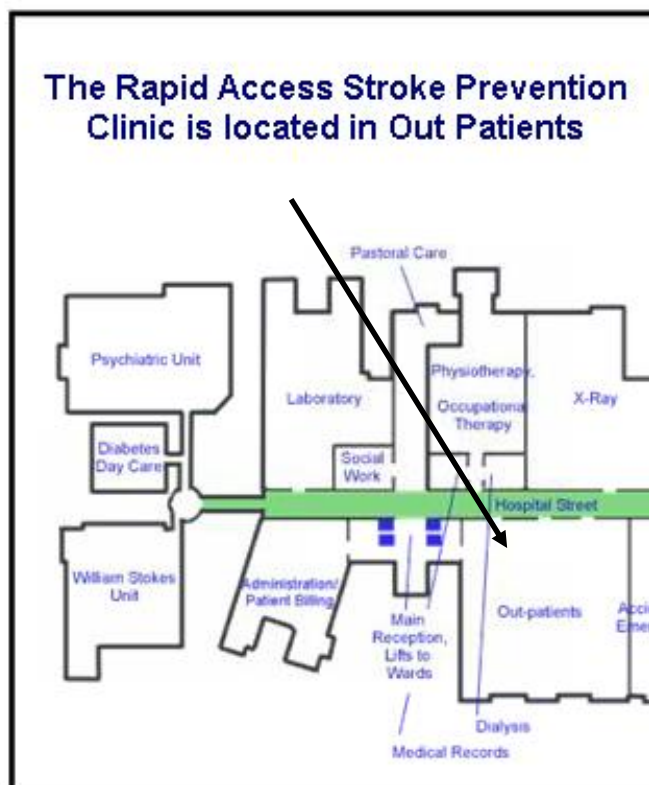 The Rapid Access Stroke Prevention
Clinic is located in Out Patients
Pastoral Care
Psychiatric Unit
Physiotherapy,
Occupational
Therapy
X-Ray
Laboratory
Diabetes
Day Care
Social
Work
Hospital Street
William Stokes
Unit
Administration/
Patient Billing
Main
Reception,
Lifts to
Wards
Out-patients
Dialysis
Medical Records